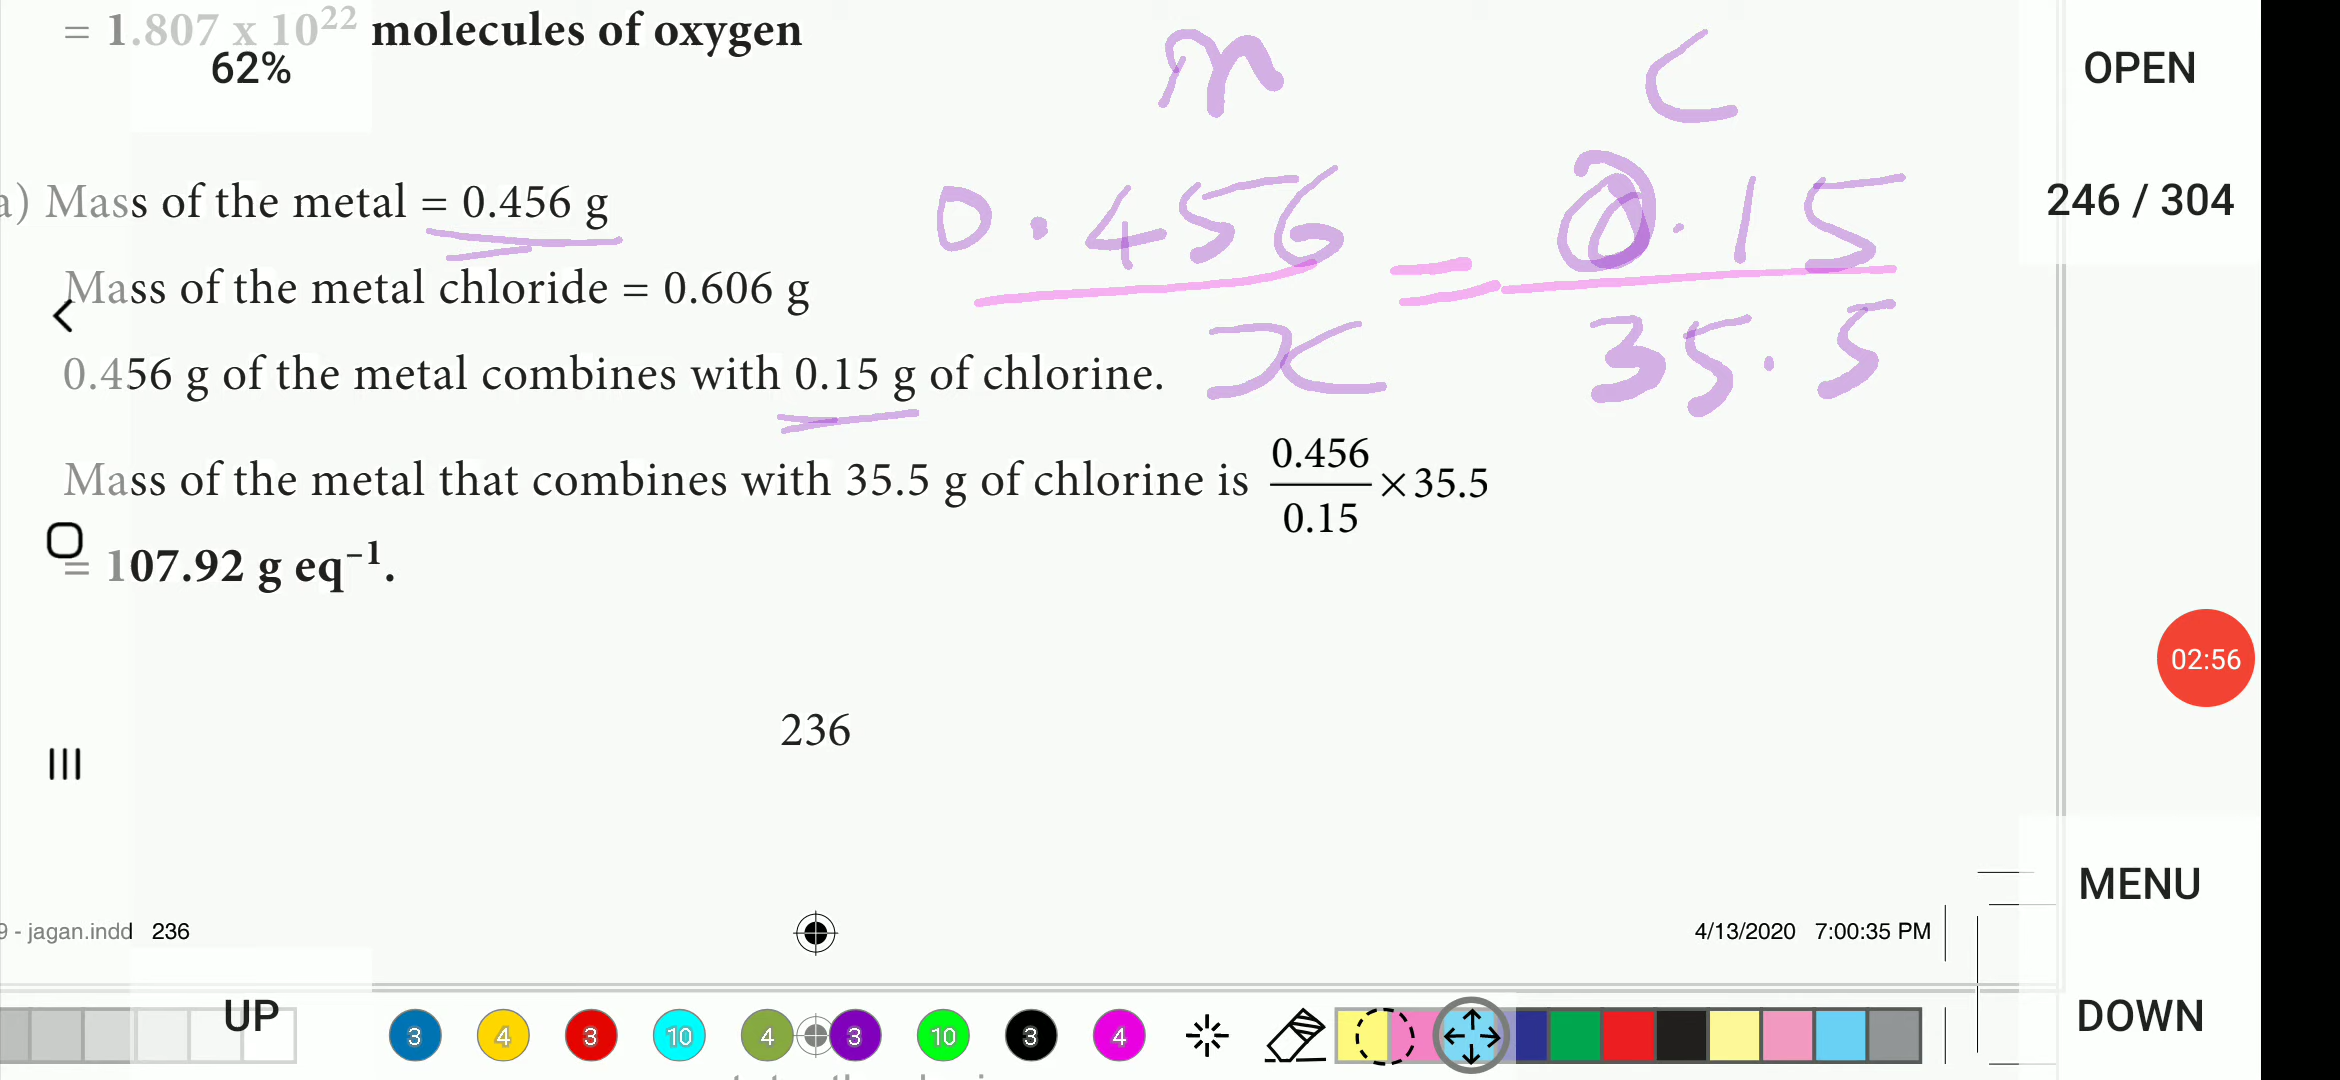 = 1.807 x 10²² molecules of oxygen
62%
m c
OPEN
a) Mass of the metal = 0.456 g
0.456 = 0.15
246 / 304
Mass of the metal chloride = 0.606 g
x 35.5
0.456 g of the metal combines with 0.15 g of chlorine.
Mass of the metal that combines with 35.5 g of chlorine is 0.456/0.15 × 35.5
= 107.92 g eq⁻¹.
02:56
236
MENU
9 - jagan.indd 236
4/13/2020 7:00:35 PM
UP
3 4 3 10 4 3 10 3 4
DOWN